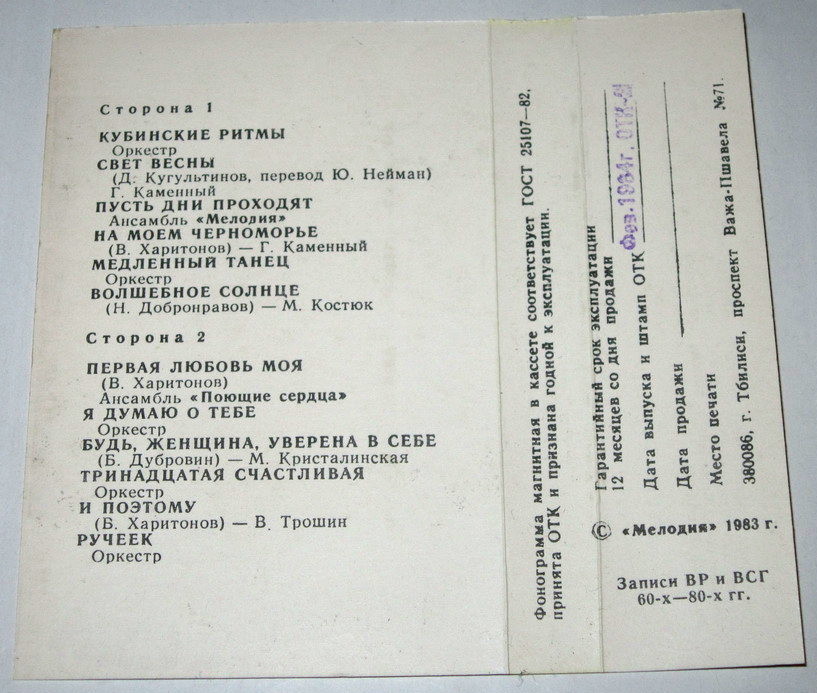 Сторона 1
КУБИНСКИЕ РИТМЫ
Оркестр
СВЕТ ВЕСНЫ
(Д. Кугультинов, перевод Ю. Нейман)
Г. Каменный
ПУСТЬ ДНИ ПРОХОДЯТ
Ансамбль «Мелодия»
НА МОЕМ ЧЕРНОМОРЬЕ
(В. Харитонов) — Г. Каменный
МЕДЛЕННЫЙ ТАНЕЦ
Оркестр
ВОЛШЕБНОЕ СОЛНЦЕ
(Н. Добронравов) — М. Костюк
Сторона 2
ПЕРВАЯ ЛЮБОВЬ МОЯ
(В. Харитонов)
Ансамбль «Поющие сердца»
Я ДУМАЮ О ТЕБЕ
Оркестр
БУДЬ, ЖЕНЩИНА, УВЕРЕНА В СЕБЕ
(Б. Дубровин) — М. Кристалинская
ТРИНАДЦАТАЯ СЧАСТЛИВАЯ
Оркестр
И ПОЭТОМУ
(В. Харитонов) — В. Трошин
РУЧЕЕК
Оркестр
Фонограмма магнитная в кассете соответствует ГОСТ 25107—82,
принята ОТК и признана годной к эксплуатации.
Гарантийный срок эксплуатации
12 месяцев со дня продажи
Дата выпуска и штамп ОТК Фев. 1984г. ОТК
Дата продажи
Место печати
380086, г. Тбилиси, проспект Важа-Пшавела №71.
© «Мелодия» 1983 г.
Записи ВР и ВСГ
60-х—80-х гг.